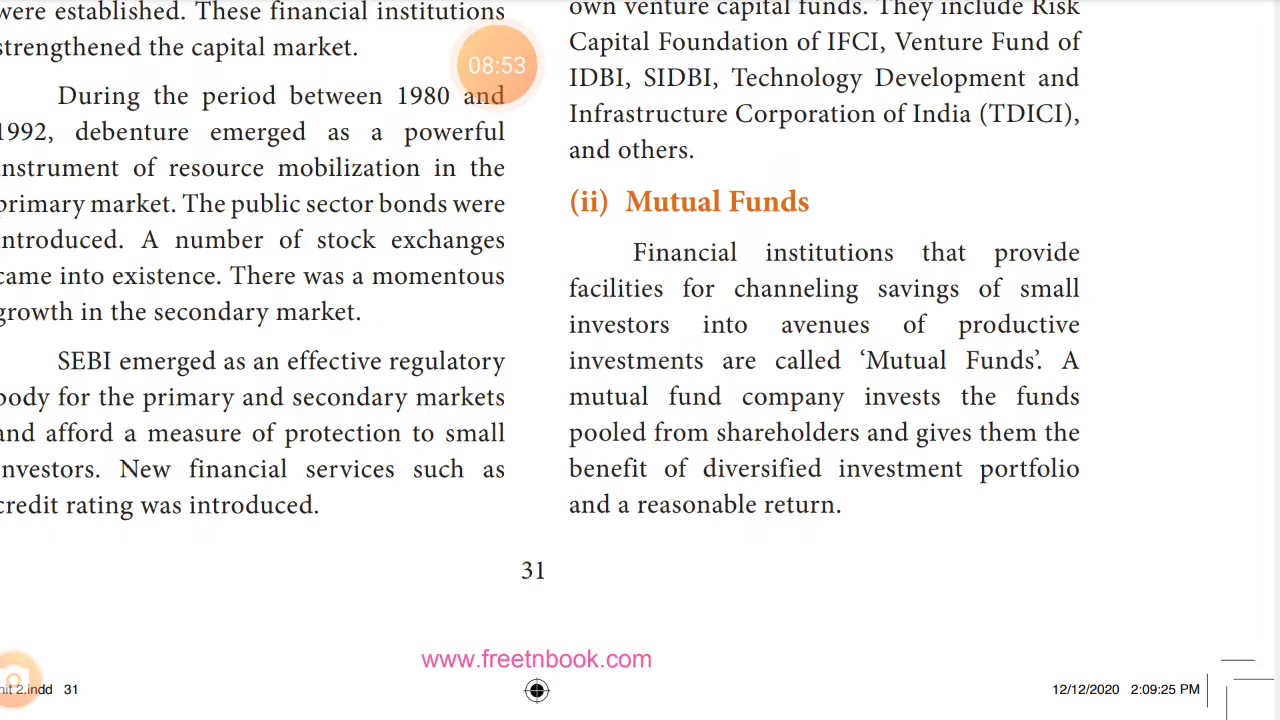 were established. These financial institutions
strengthened the capital market.
During the period between 1980 and
1992, debenture emerged as a powerful
instrument of resource mobilization in the
primary market. The public sector bonds were
introduced. A number of stock exchanges
came into existence. There was a momentous
growth in the secondary market.
SEBI emerged as an effective regulatory
body for the primary and secondary markets
and afford a measure of protection to small
investors. New financial services such as
credit rating was introduced.
own venture capital funds. They include Risk
Capital Foundation of IFCI, Venture Fund of
IDBI, SIDBI, Technology Development and
Infrastructure Corporation of India (TDICI),
and others.
(ii) Mutual Funds
Financial institutions that provide
facilities for channeling savings of small
investors into avenues of productive
investments are called ‘Mutual Funds’. A
mutual fund company invests the funds
pooled from shareholders and gives them the
benefit of diversified investment portfolio
and a reasonable return.
08:53
31
www.freetnbook.com
nit 2.indd 31
12/12/2020 2:09:25 PM